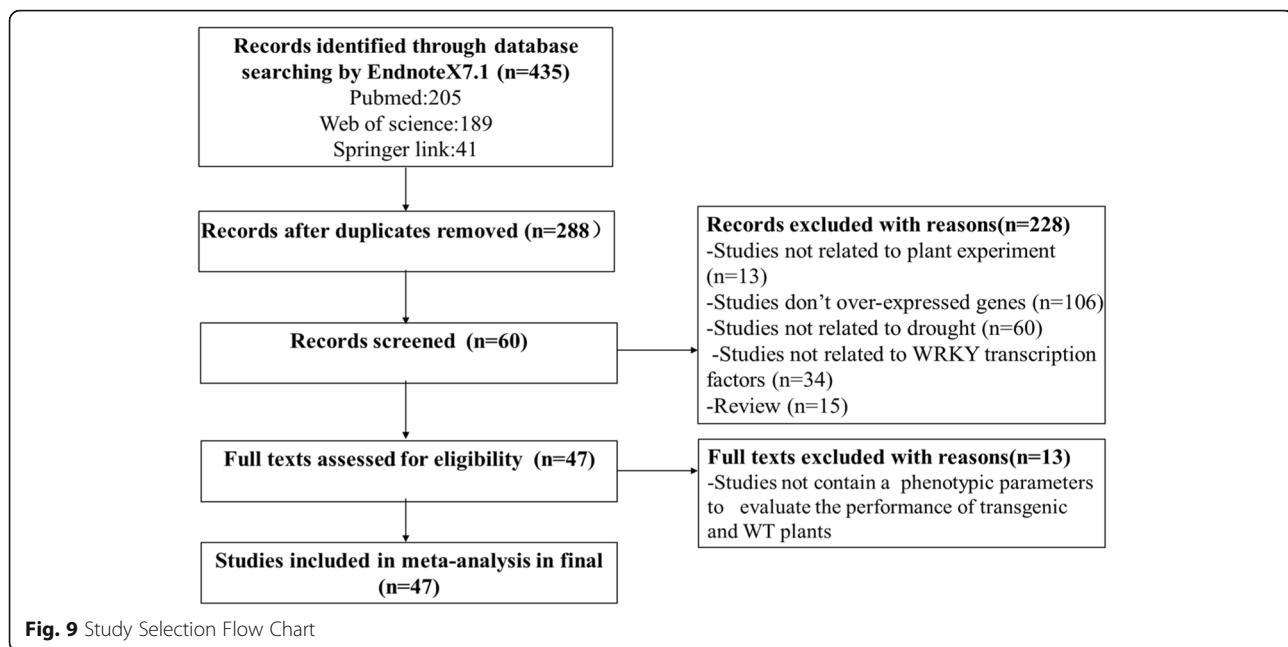 Records identified through database
searching by EndnoteX7.1 (n=435)
Pubmed:205
Web of science:189
Springer link:41
Records after duplicates removed (n=288）
Records screened (n=60)
Records excluded with reasons(n=228)
-Studies not related to plant experiment
(n=13)
-Studies don’t over-expressed genes (n=106)
-Studies not related to drought (n=60)
-Studies not related to WRKY transcription
factors (n=34)
-Review (n=15)
Full texts assessed for eligibility (n=47)
Full texts excluded with reasons(n=13)
-Studies not contain a phenotypic parameters
to evaluate the performance of transgenic
and WT plants
Studies included in meta-analysis in final
(n=47)
Fig. 9 Study Selection Flow Chart